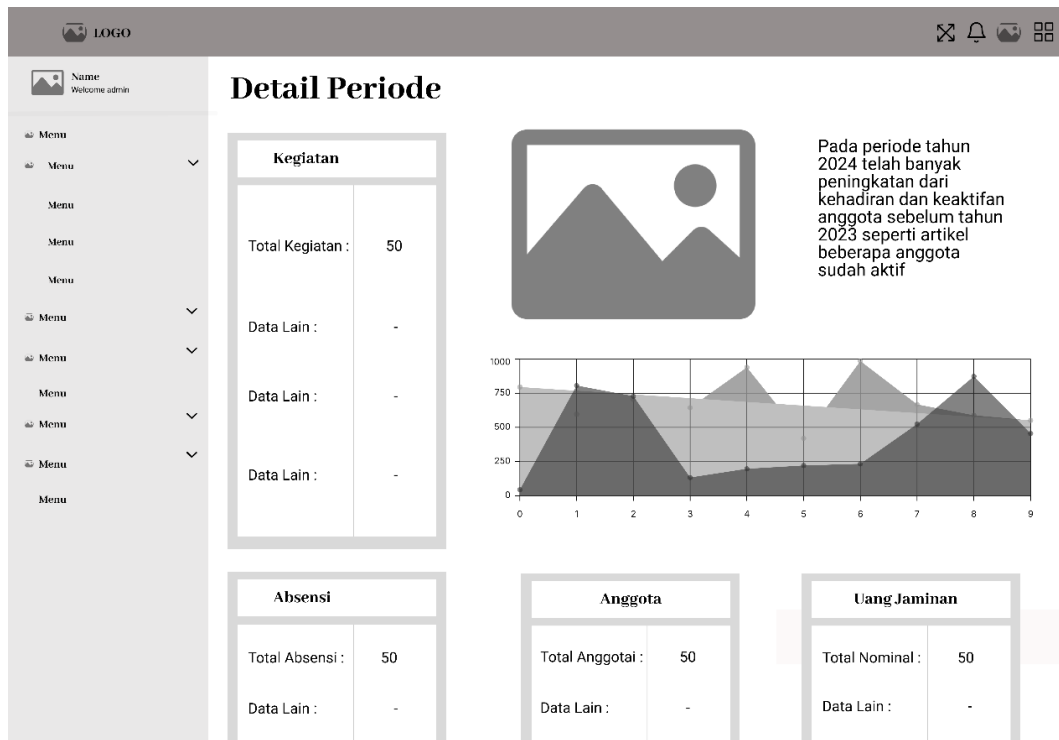 LOGO
Name
Welcome admin
Menu
Menu
Menu
Menu
Menu
Menu
Menu
Menu
Menu
Menu
Menu
Detail Periode
Kegiatan
Total Kegiatan : 50
Data Lain : -
Data Lain : -
Data Lain : -
Pada periode tahun
2024 telah banyak
peningkatan dari
kehadiran dan keaktifan
anggota sebelum tahun
2023 seperti artikel
beberapa anggota
sudah aktif
1000
750
500
250
0
0 1 2 3 4 5 6 7 8 9
Absensi
Total Absensi : 50
Data Lain : -
Anggota
Total Anggotai : 50
Data Lain : -
Uang Jaminan
Total Nominal : 50
Data Lain : -